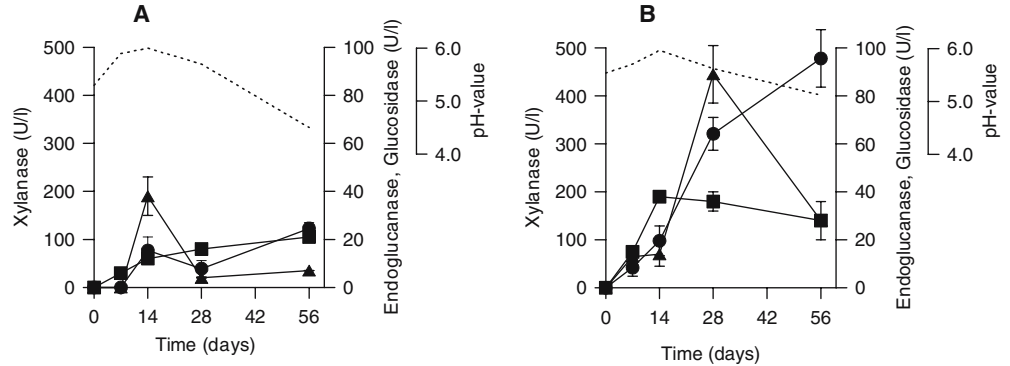 A
500
400
300
200
100
0
Xylanase (U/l)
0 14 28 42 56
Time (days)
100
80
60
40
20
0
Endoglucanase, Glucosidase (U/l)
6.0
5.0
4.0
pH-value
B
500
400
300
200
100
0
Xylanase (U/l)
0 14 28 42 56
Time (days)
100
80
60
40
20
0
Endoglucanase, Glucosidase (U/l)
6.0
5.0
4.0
pH-value